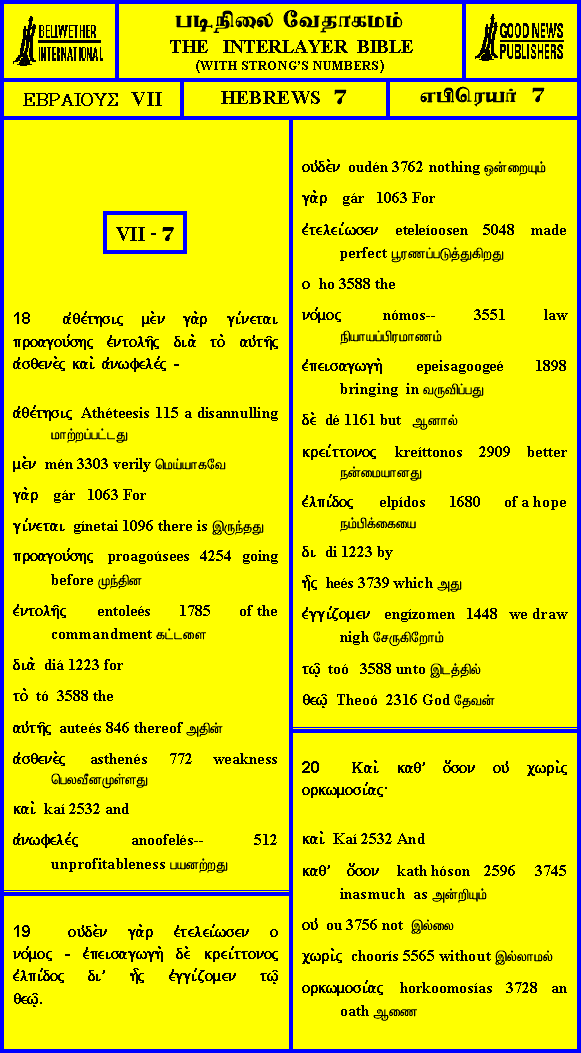 BELLWETHER
INTERNATIONAL
படிநிலை வேதாகமம்
THE INTERLAYER BIBLE
(WITH STRONG'S NUMBERS)
GOOD NEWS
PUBLISHERS
ΕΒΡΑΙΟΥΣ VII
HEBREWS 7
எபிரெயர் 7
VII - 7
18 ἀθέτησις μὲν γὰρ γίνεται
προαγούσης ἐντολῆς διὰ τὸ αὐτῆς
ἀσθενὲς καὶ ἀνωφελές -
ἀθέτησις Athéteesis 115 a disannulling
மாற்றப்பட்டது
μὲν mén 3303 verily மெய்யாகவே
γὰρ gár 1063 For
γίνεται gínetai 1096 there is இருந்தது
προαγούσης proagoúsees 4254 going
before முந்தின
ἐντολῆς entoleés 1785 of the
commandment கட்டளை
διὰ diá 1223 for
τὸ tó 3588 the
αὐτῆς auteés 846 thereof அதின்
ἀσθενὲς asthenés 772 weakness
பெலவீனமுள்ளது
καὶ kaí 2532 and
ἀνωφελές anoofelés-- 512
unprofitableness பயனற்றது
19 οὐδὲν γὰρ ἐτελείωσεν ο
νόμος - ἐπεισαγωγὴ δὲ κρείττονος
ἐλπίδος δι' ἧς ἐγγίζομεν τῷ
θεῷ.
οὐδὲν oudén 3762 nothing ஒன்றையும்
γὰρ gár 1063 For
ἐτελείωσεν eteleíoosen 5048 made
perfect பூரணப்படுத்துகிறது
ο ho 3588 the
νόμος nómos-- 3551 law
நியாயப்பிரமாணம்
ἐπεισαγωγὴ epeisagoogeé 1898
bringing in வருவிப்பது
δὲ dé 1161 but ஆனால்
κρείττονος kreíttonos 2909 better
நன்மையானது
ἐλπίδος elpídos 1680 of a hope
நம்பிக்கையை
δι di 1223 by
ἧς heés 3739 which அது
ἐγγίζομεν engízomen 1448 we draw
nigh சேருகிறோம்
τῷ toó 3588 unto இடத்தில்
θεῷ Theoó 2316 God தேவன்
20 Καὶ καθ' ὅσον οὐ χωρὶς
ορκωμοσίας·
καὶ Kaí 2532 And
καθ' ὅσον kath hóson 2596 3745
inasmuch as அன்றியும்
οὐ ou 3756 not இல்லை
χωρὶς choorís 5565 without இல்லாமல்
ορκωμοσίας horkoomosías 3728 an
oath ஆணை